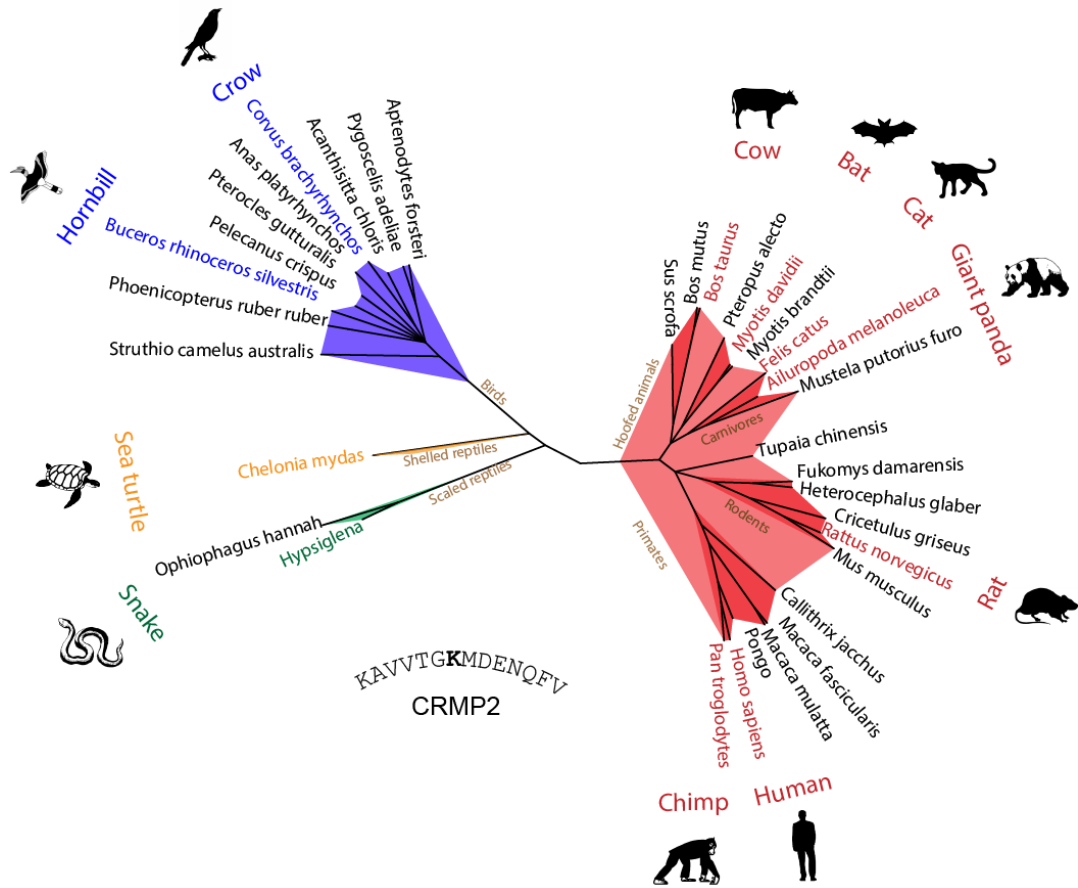 Crow
Corvus brachyrhynchos
Acanthisitta chloris
Pygoscelis adeliae
Aptenodytes forsteri
Anas platyrhynchos
Pterocles gutturalis
Pelecanus crispus
Hornbill
Buceros rhinoceros silvestris
Phoenicopterus ruber ruber
Struthio camelus australis
Birds
Sea turtle
Chelonia mydas
Shelled reptiles
Scaled reptiles
Ophiophagus hannah
Hypsiglena
Snake
KAVVTGKMDENQFV
CRMP2
Cow
Bat
Cat
Giant panda
Sus scrofa
Bos mutus
Bos taurus
Pteropus alecto
Myotis davidii
Myotis brandtii
Felis catus
Ailuropoda melanoleuca
Mustela putorius furo
Hoofed animals
Carnivores
Tupaia chinensis
Fukomys damarensis
Heterocephalus glaber
Cricetulus griseus
Rattus norvegicus
Mus musculus
Rodents
Rat
Primates
Callithrix jacchus
Macaca fascicularis
Macaca mulatta
Pongo
Homo sapiens
Pan troglodytes
Chimp
Human